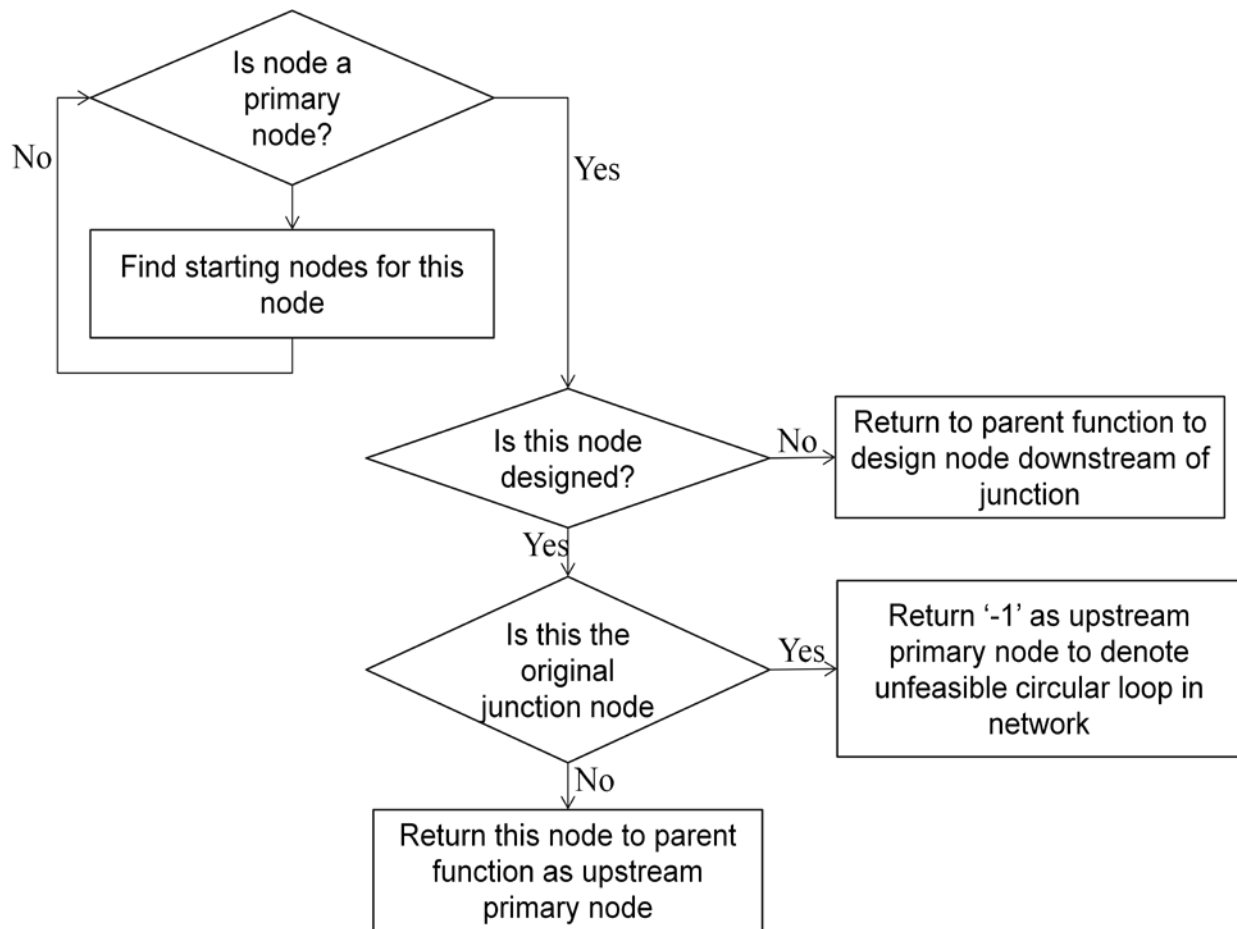 Is node a
primary
node?
No
Yes
Find starting nodes for this
node
Is this node
designed?
No
Return to parent function to
design node downstream of
junction
Yes
Is this the
original
junction node
Yes
Return ‘-1’ as upstream
primary node to denote
unfeasible circular loop in
network
No
Return this node to parent
function as upstream
primary node